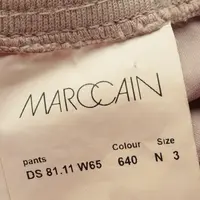 MARCCAIN
pants Colour Size
DS 81.11 W65 640 N 3